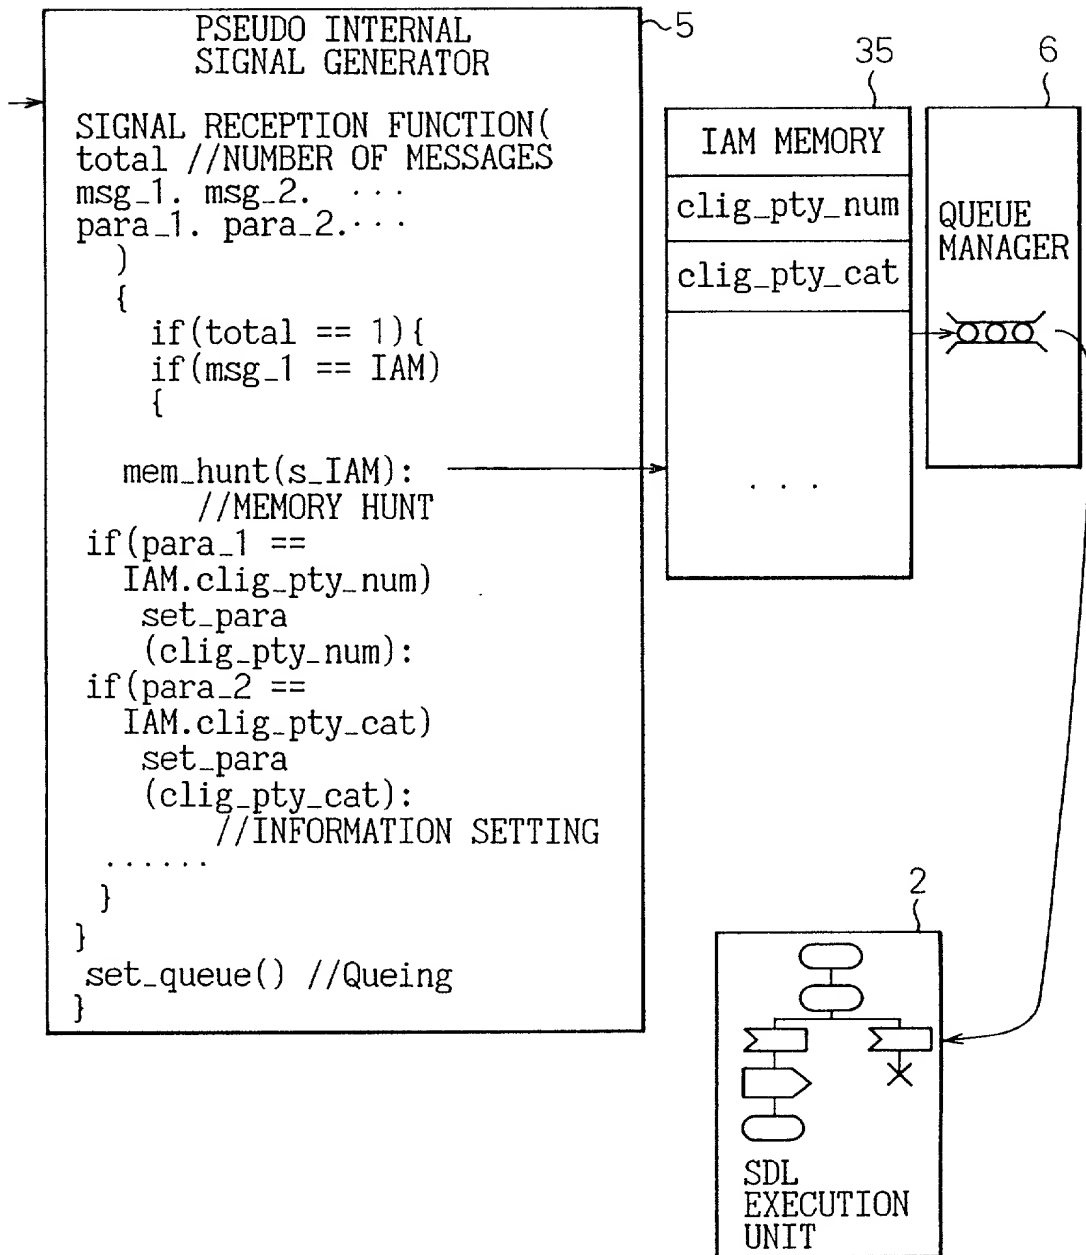 PSEUDO INTERNAL
SIGNAL GENERATOR
5
SIGNAL RECEPTION FUNCTION(
total //NUMBER OF MESSAGES
msg_1. msg_2. ...
para_1. para_2....
)
{
if(total == 1){
if(msg_1 == IAM)
{
mem_hunt(s_IAM):
//MEMORY HUNT
if(para_1 ==
IAM.clig_pty_num)
set_para
(clig_pty_num):
if(para_2 ==
IAM.clig_pty_cat)
set_para
(clig_pty_cat):
//INFORMATION SETTING
......
}
}
set_queue() //Queing
}
35
IAM MEMORY
clig_pty_num
clig_pty_cat
...
6
QUEUE
MANAGER
2
SDL
EXECUTION
UNIT